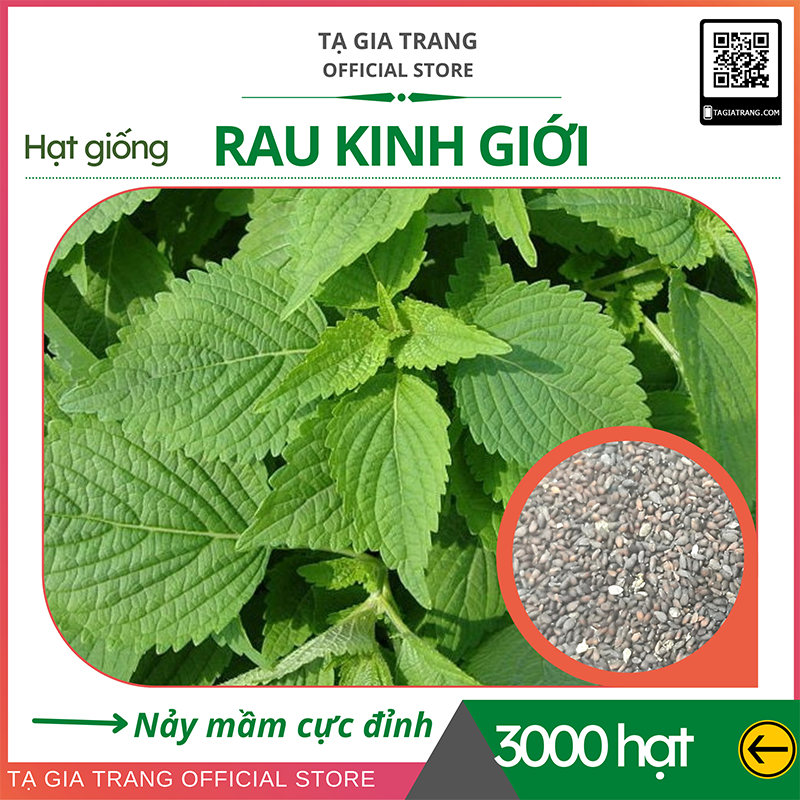 TẠ GIA TRANG
OFFICIAL STORE
TAGIATRANG.COM
Hạt giống
RAU KINH GIỚI
Nảy mầm cực đỉnh
3000 hạt
TẠ GIA TRANG OFFICIAL STORE